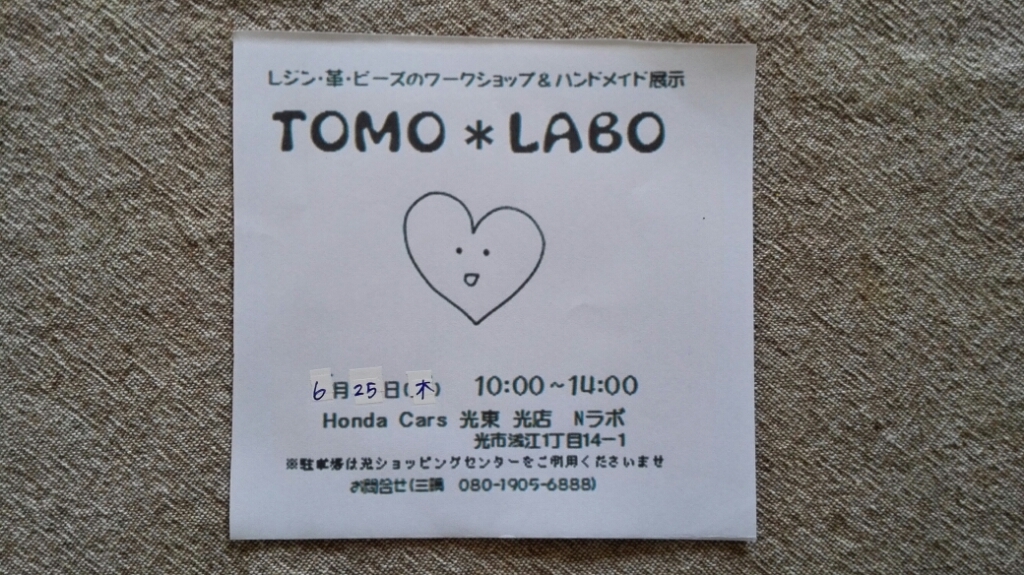 レジン・革・ビーズのワークショップ&ハンドメイド展示
TOMO＊LABO
6月25日(木) 10:00~14:00
Honda Cars 光東 光店 Nラボ
光市浅江1丁目14-1
※駐車場は光ショッピングセンターをご利用くださいませ
お問合せ(三 080-1905-6888)